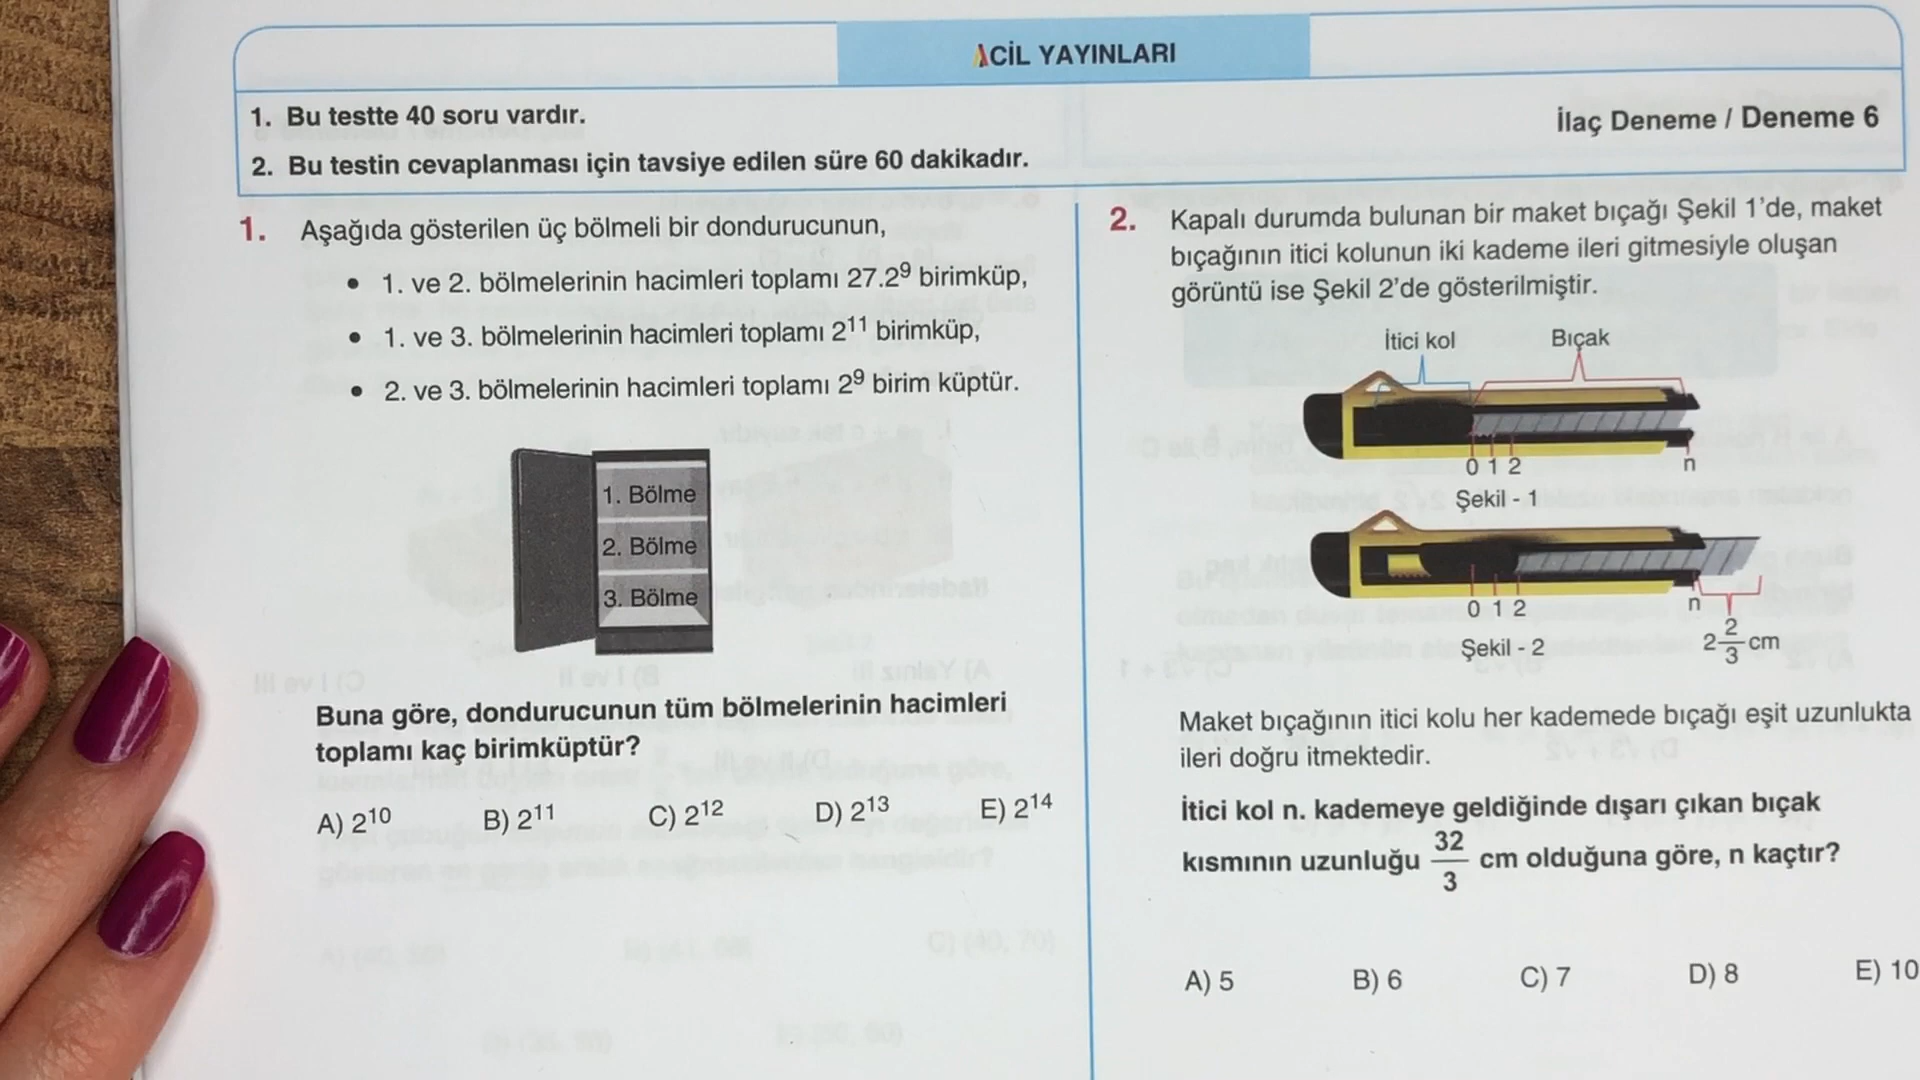 ACİL YAYINLARI
1. Bu testte 40 soru vardır.
2. Bu testin cevaplanması için tavsiye edilen süre 60 dakikadır.
İlaç Deneme / Deneme 6
1. Aşağıda gösterilen üç bölmeli bir dondurucunun,
• 1. ve 2. bölmelerinin hacimleri toplamı 27.2⁹ birimküp,
• 1. ve 3. bölmelerinin hacimleri toplamı 2¹¹ birimküp,
• 2. ve 3. bölmelerinin hacimleri toplamı 2⁹ birim küptür.
1. Bölme
2. Bölme
3. Bölme
Buna göre, dondurucunun tüm bölmelerinin hacimleri
toplamı kaç birimküptür?
A) 2¹⁰ B) 2¹¹ C) 2¹² D) 2¹³ E) 2¹⁴
2. Kapalı durumda bulunan bir maket bıçağı Şekil 1'de, maket
bıçağının itici kolunun iki kademe ileri gitmesiyle oluşan
görüntü ise Şekil 2'de gösterilmiştir.
İtici kol Bıçak
0 1 2 n
Şekil - 1
0 1 2 n
2 2/3 cm
Şekil - 2
Maket bıçağının itici kolu her kademede bıçağı eşit uzunlukta
ileri doğru itmektedir.
İtici kol n. kademeye geldiğinde dışarı çıkan bıçak
kısmının uzunluğu 32/3 cm olduğuna göre, n kaçtır?
A) 5 B) 6 C) 7 D) 8 E) 10